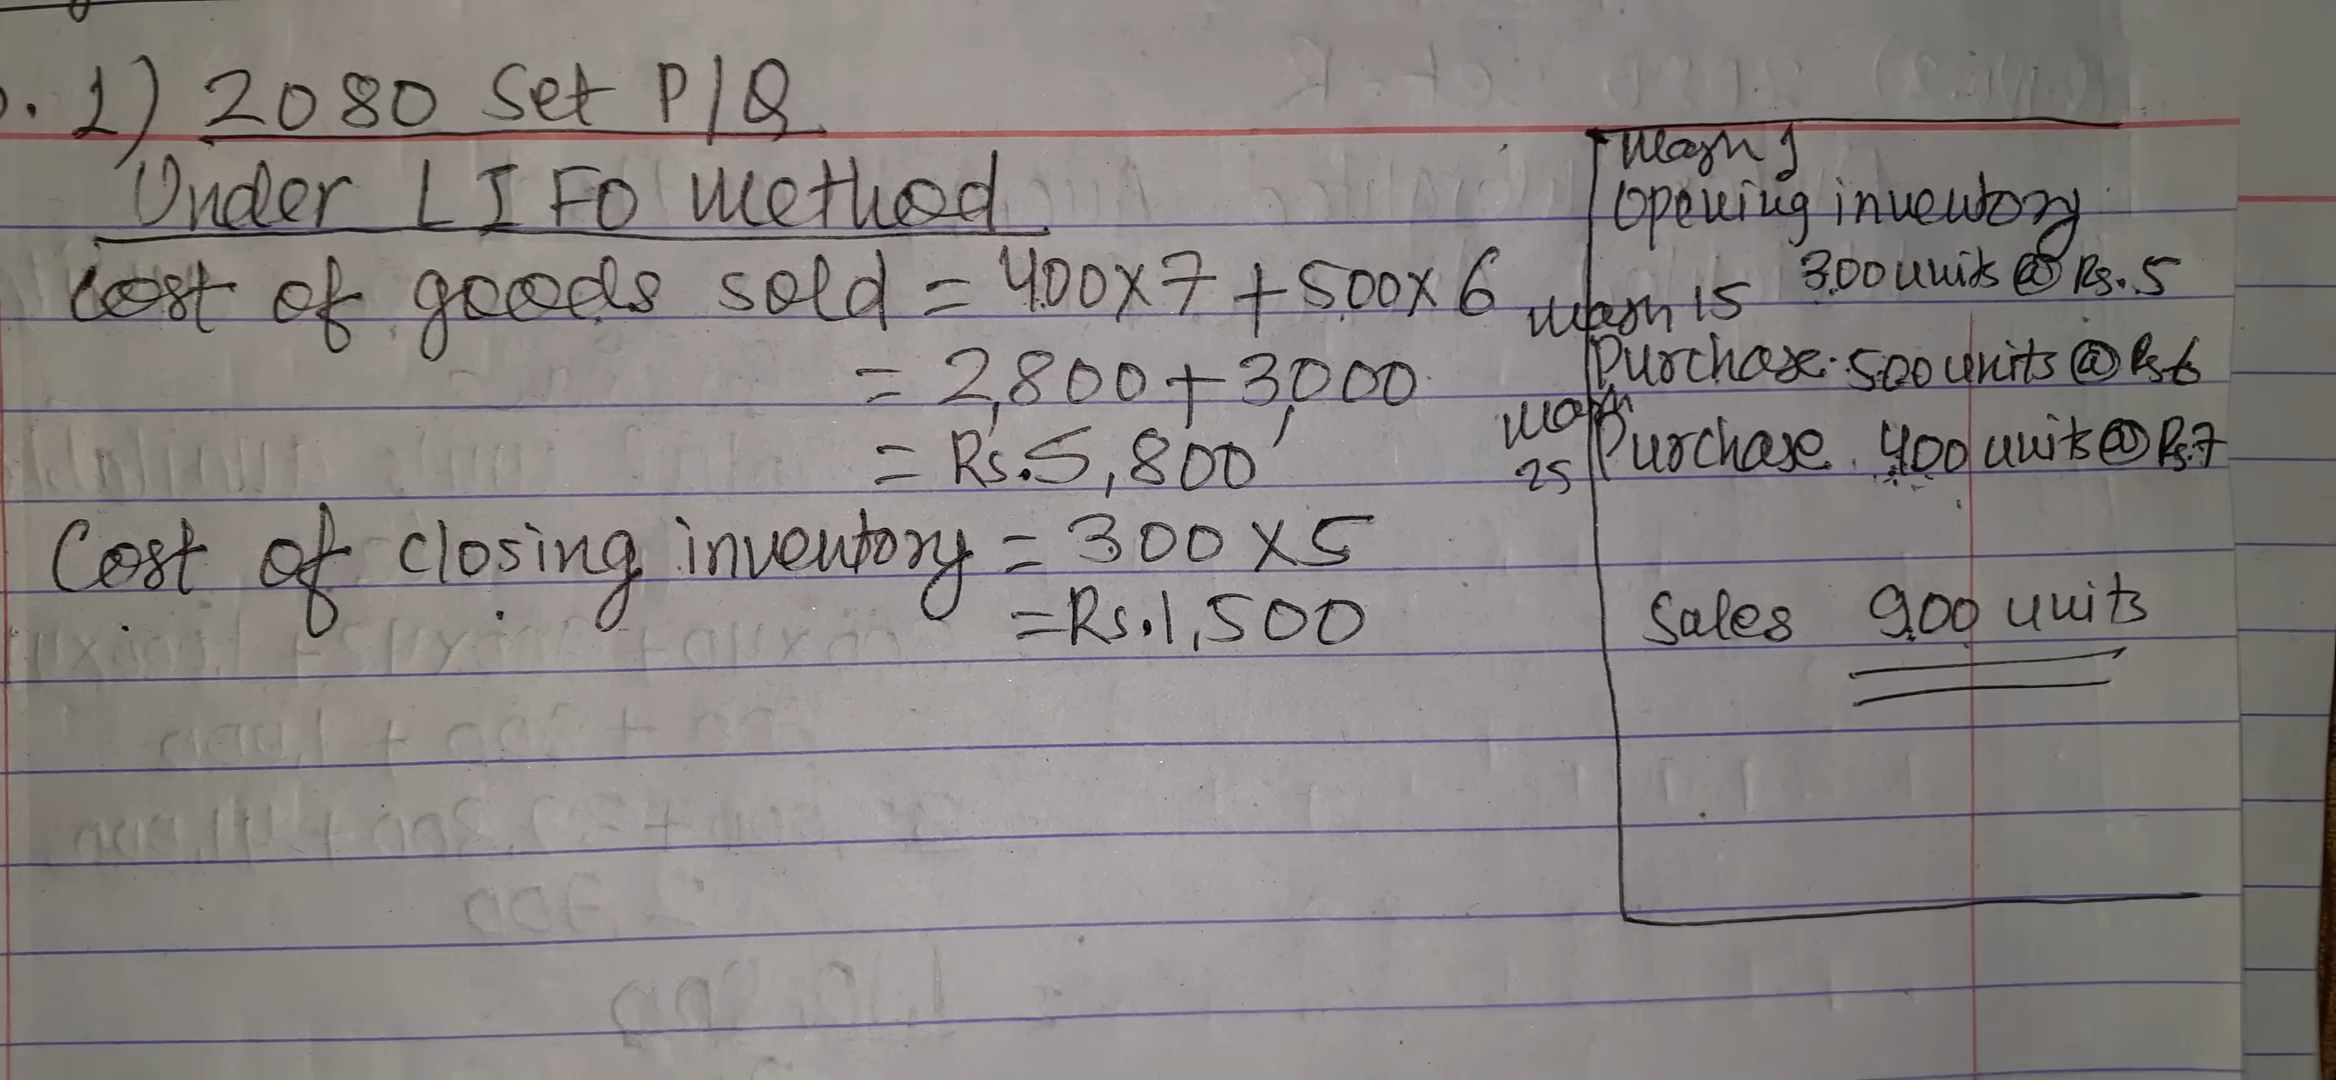 1) 2080 Set P/Q
Under LIFO Method
Cost of goods sold = 400×7 + 500×6
= 2,800 + 3,000
= Rs.5,800
Cost of closing inventory = 300×5
= Rs.1,500
1
Opening inventory
300 units @ Rs.5
15
Purchase 500 units @ Rs 6
25
Purchase 400 units @ Rs.7
Sales 900 units